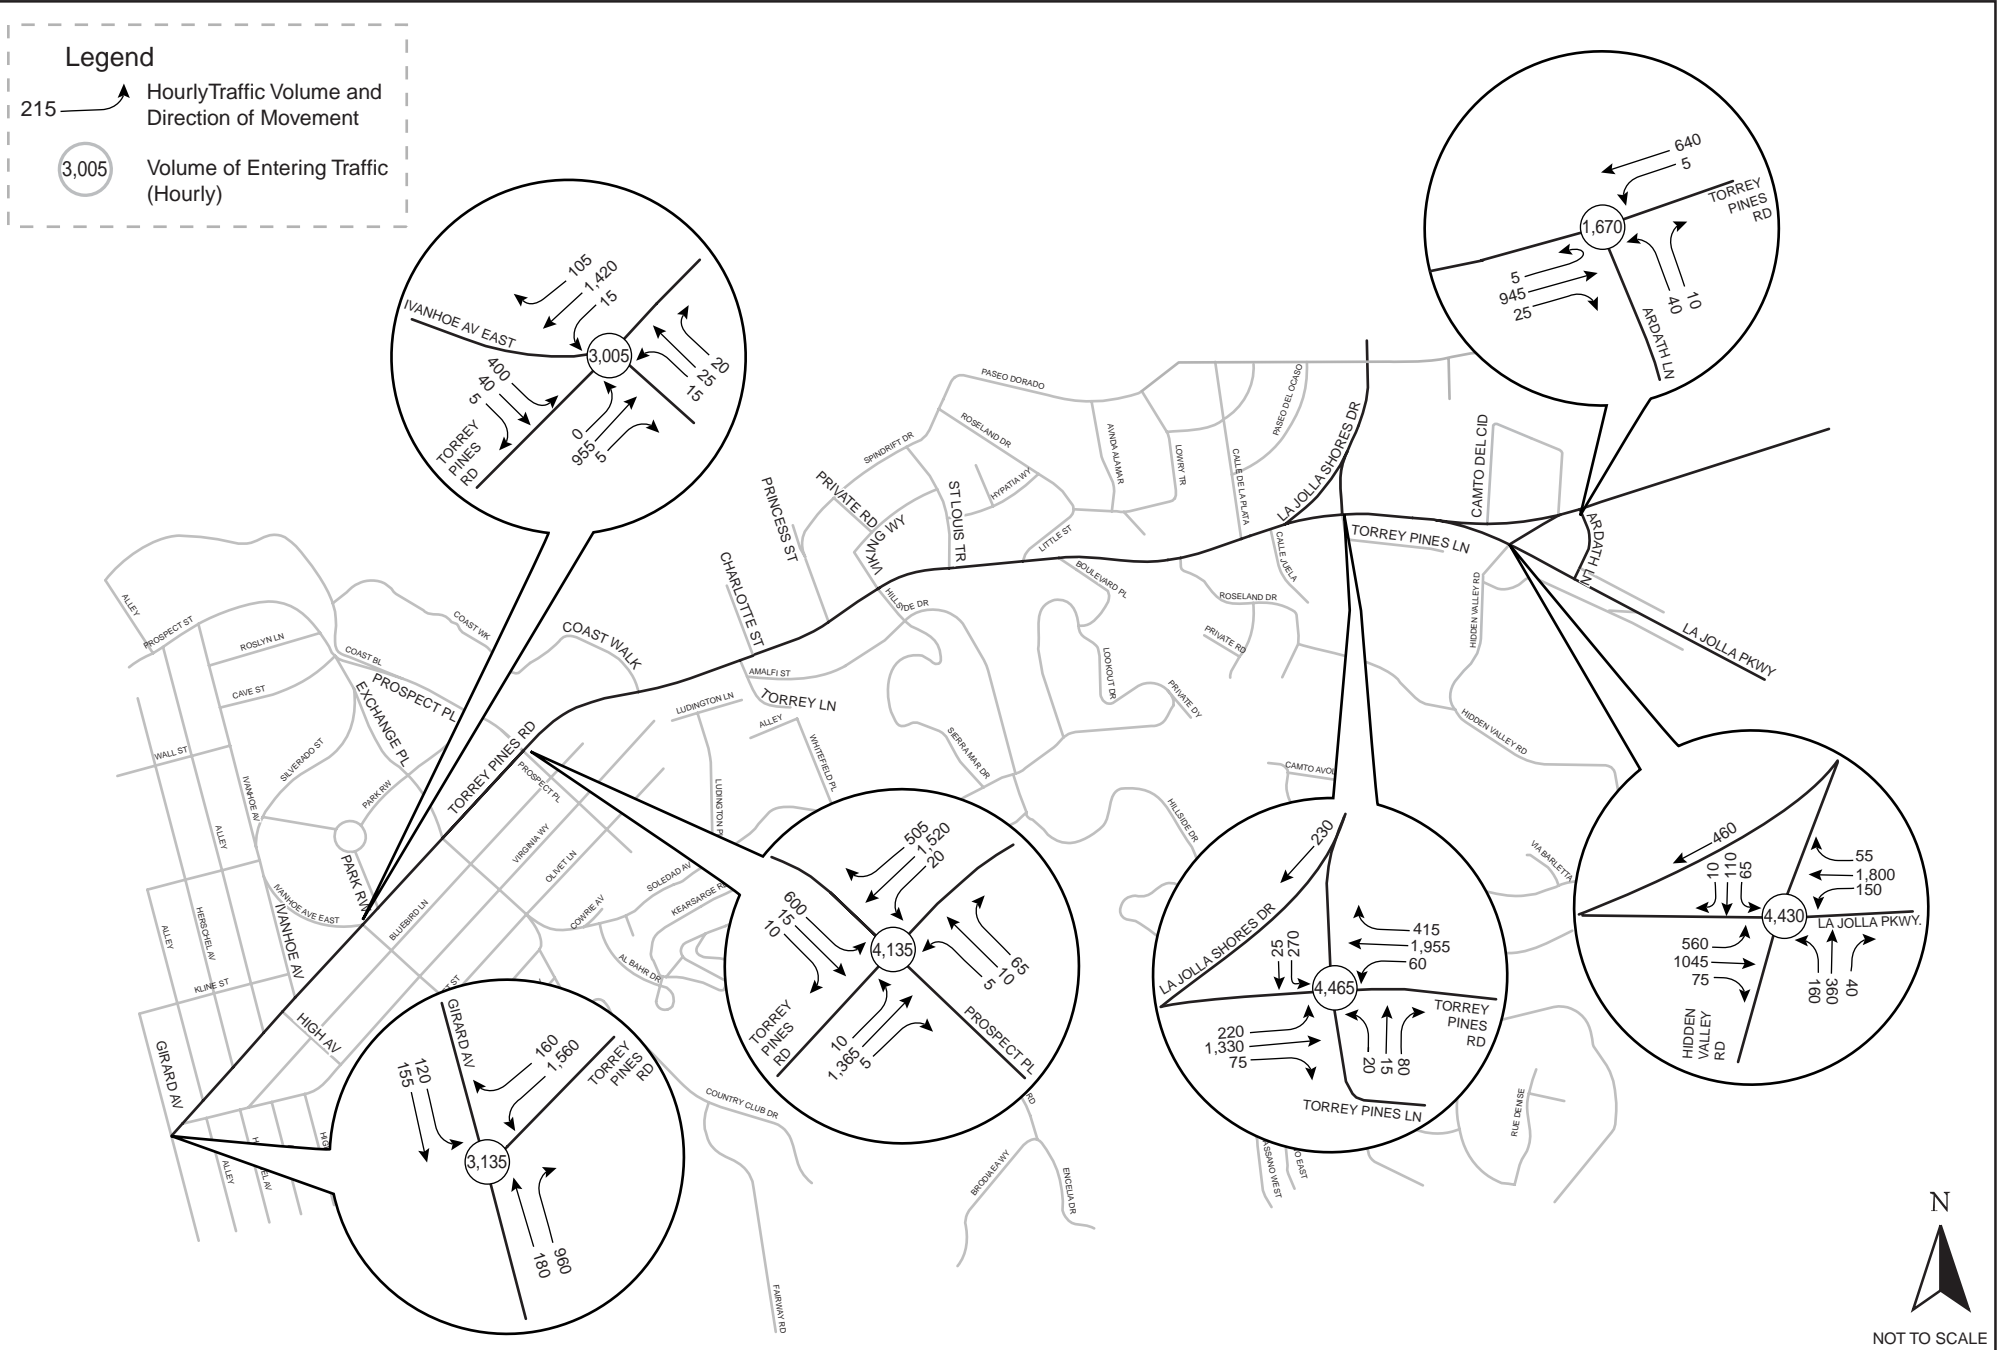 Legend
215
HourlyTraffic Volume and
Direction of Movement
3,005
Volume of Entering Traffic
(Hourly)
105
1,420
15
IVANHOE AV EAST
3,005
400
40
5
20
25
15
TORREY
PINES
RD
0
955
5
640
5
TORREY
PINES
RD
1,670
5
945
25
10
40
ARDATH LN
PASEO DORADO
ROSELAND DR
SPINDRIFT DR
HYPATIA WY
AVNDA ALAMAR
LOWRY TR
CALLE DE LA PLATA
PASEO DEL OCASO
LA JOLLA SHORES DR
CAMTO DEL CID
PRINCESS ST
PRIVATE RD
VIKING WY
ST LOUIS TR
LITTLE ST
CHARLOTTE ST
HILLSIDE DR
BOULEVARD PL
CALLE JUELA
TORREY PINES LN
ARDATH LN
HIDDEN VALLEY RD
LA JOLLA PKWY
ROSELAND DR
PRIVATE RD
LOOKOUT DR
PRIVATE DY
HIDDEN VALLEY RD
CAMTO AVOL
HILLSIDE DR
VIA BARLETTA
ALLEY
PROSPECT ST
ROSLYN LN
COAST WK
COAST BL
CAVE ST
PROSPECT PL
EXCHANGE PL
COAST WALK
AMALFI ST
TORREY LN
LUDINGTON LN
ALLEY
WHITEFIELD PL
LUDINGTON PL
SIERRA MAR DR
WALL ST
SILVERADO ST
PARK RW
IVANHOE AV
ALLEY
TORREY PINES RD
PROSPECT PL
VIRGINIA WY
OLIVET LN
BLUEBIRD LN
PARK RW
IVANHOE AVE EAST
IVANHOE AV
HERSCHEL AV
ALLEY
KLINE ST
HIGH AV
GIRARD AV
SOLEDAD AV
KEARSARGE R
COWRIE AV
AL BAHR DR
COUNTRY CLUB DR
FAIRWAY RD
BRODIAEA WY
ENCELIA DR
RUE DENISE
ALLEY
GIRARD AV
160
1,560
TORREY
PINES
RD
120
155
3,135
960
180
505
1,520
20
600
15
10
4,135
65
10
5
TORREY
PINES
RD
10
1,365
5
PROSPECT PL
230
LA JOLLA SHORES DR
25
270
415
1,955
60
4,465
220
1,330
75
20
15
80
TORREY
PINES
RD
TORREY PINES LN
460
10
110
65
55
1,800
150
4,430
LA JOLLA PKWY.
560
1045
75
160
360
40
HIDDEN
VALLEY
RD
ASSANO WEST
O EAST
N
NOT TO SCALE